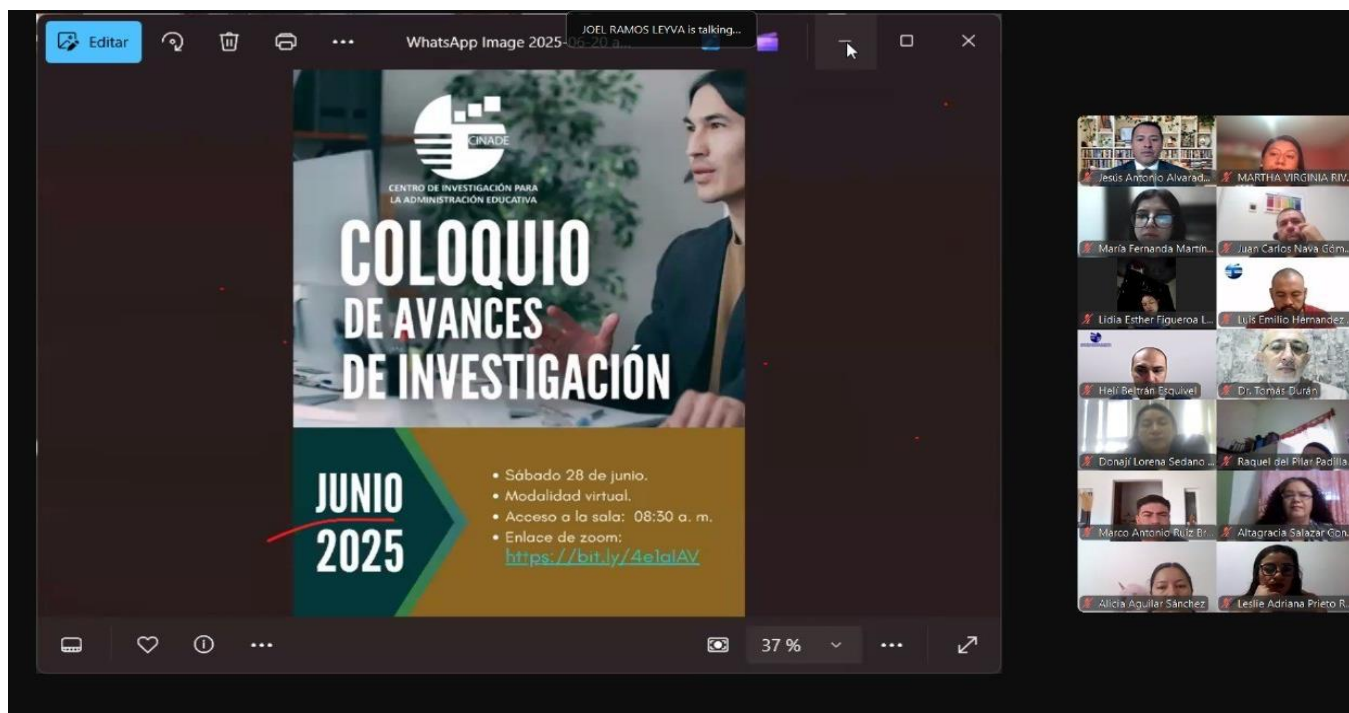 JOEL RAMOS LEYVA is talking...
Editar
WhatsApp Image 2025-06-20 a...
CINADE
CENTRO DE INVESTIGACIÓN PARA
LA ADMINISTRACIÓN EDUCATIVA
COLOQUIO
DE AVANCES
DE INVESTIGACIÓN
JUNIO
2025
• Sábado 28 de junio.
• Modalidad virtual.
• Acceso a la sala: 08:30 a. m.
• Enlace de zoom:
https://bit.ly/4e1alAV
37 %
Jesús Antonio Alvarad...
MARTHA VIRGINIA RIV...
María Fernanda Martín...
Juan Carlos Nava Góm...
Lidia Esther Figueroa L...
Luis Emilio Hernandez
Helí Beltrán Esquivel
Dr. Tomás Durán
Donají Lorena Sedano ...
Raquel del Pilar Padilla
Marco Antonio Ruiz Br...
Altagracia Salazar Gon...
Alicia Aguilar Sánchez
Leslie Adriana Prieto R...